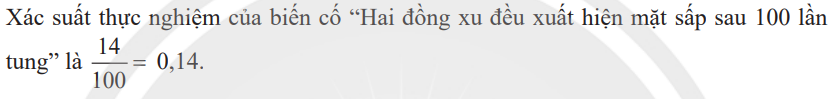 Xác suất thực nghiệm của biến cố “Hai đồng xu đều xuất hiện mặt sấp sau 100 lần
tung” là 14/100 = 0,14.